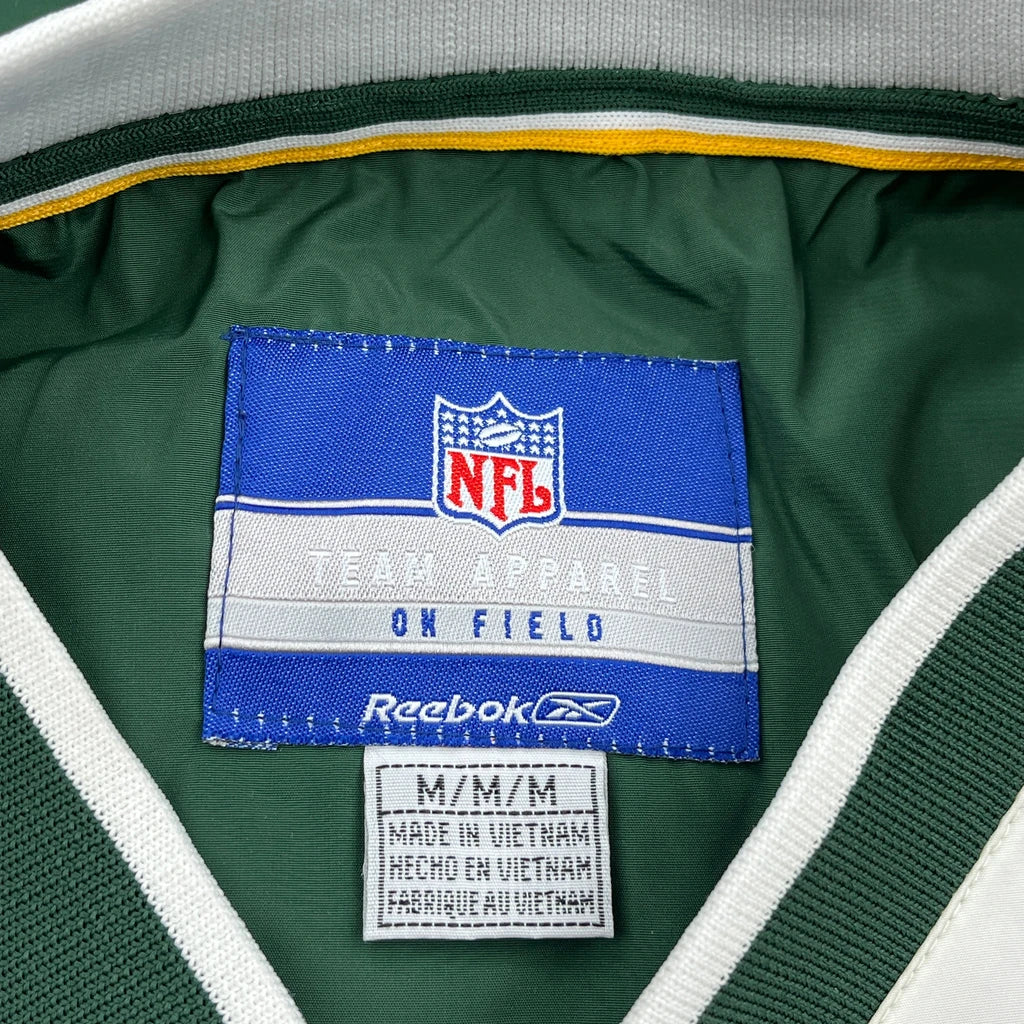 NFL
TEAM APPAREL
ON FIELD
Reebok
M/M/M
MADE IN VIETNAM
HECHO EN VIETNAM
FABRIQUE AU VIETNAM